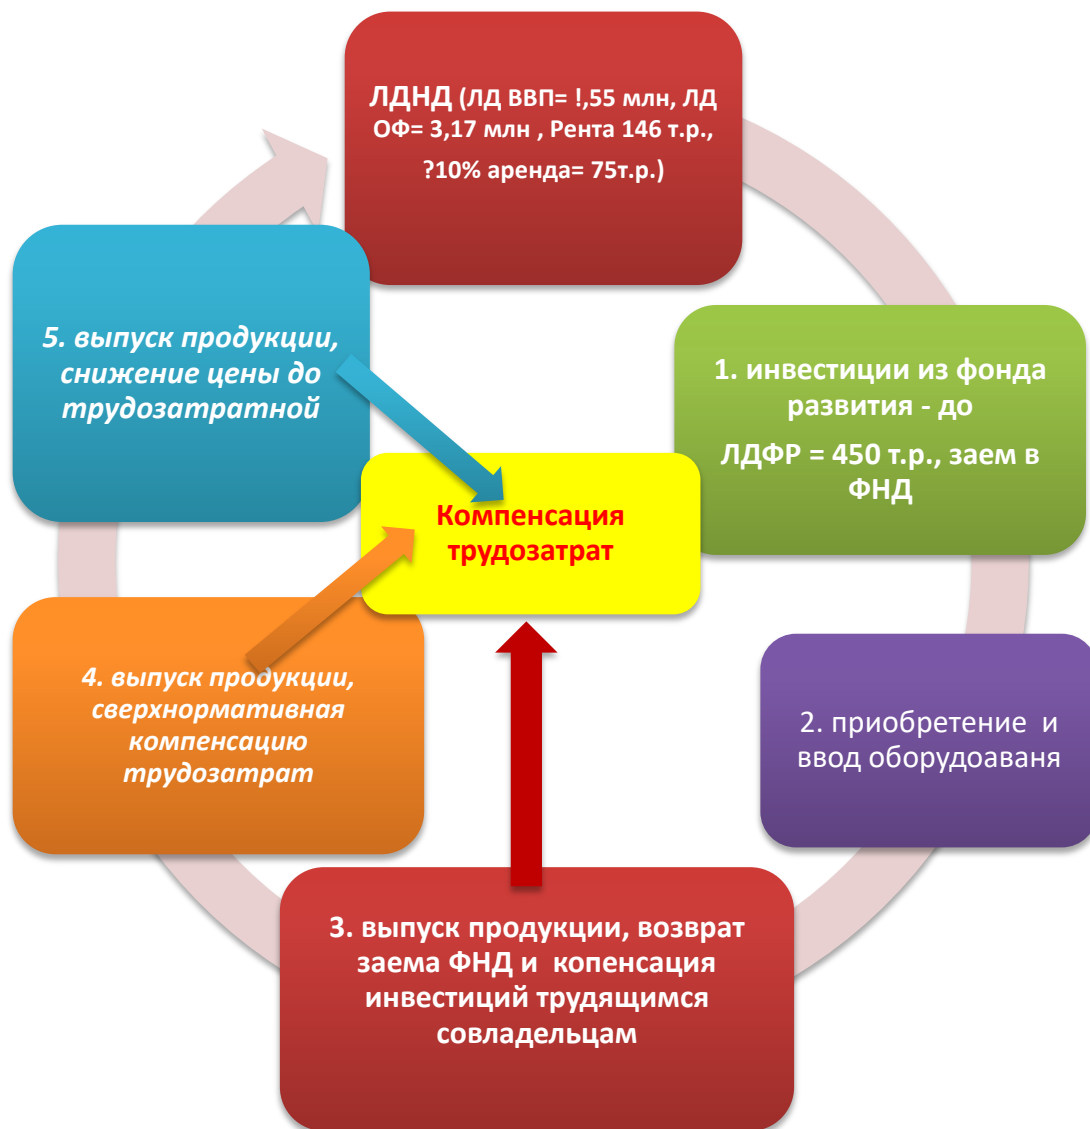 ЛДНД (ЛД ВВП= !,55 млн, ЛД
ОФ= 3,17 млн , Рента 146 т.р.,
?10% аренда= 75т.р.)
1. инвестиции из фонда
развития - до
ЛДФР = 450 т.р., заем в
ФНД
2. приобретение и
ввод оборудоаваня
3. выпуск продукции, возврат
заема ФНД и копенсация
инвестиций трудящимся
совладельцам
4. выпуск продукции,
сверхнормативная
компенсацию
трудозатрат
5. выпуск продукции,
снижение цены до
трудозатратной
Компенсация
трудозатрат